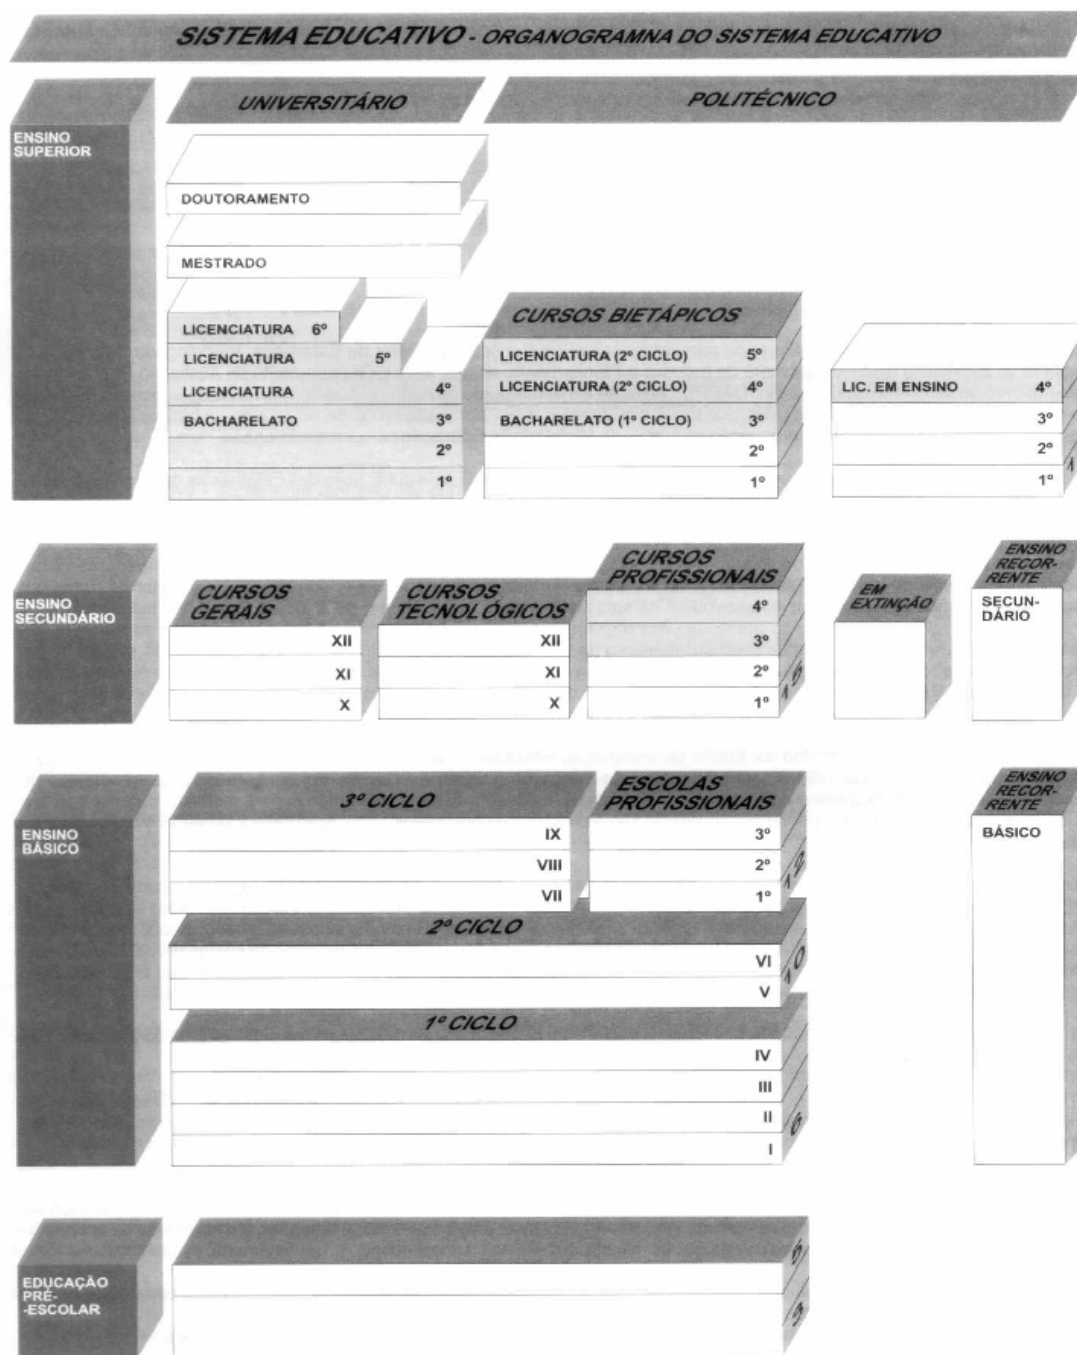 SISTEMA EDUCATIVO - ORGANOGRAMNA DO SISTEMA EDUCATIVO
UNIVERSITÁRIO
POLITÉCNICO
ENSINO
SUPERIOR
DOUTORAMENTO
MESTRADO
LICENCIATURA 6º
LICENCIATURA 5º
LICENCIATURA 4º
BACHARELATO 3º
2º
1º
CURSOS BIETÁPICOS
LICENCIATURA (2º CICLO) 5º
LICENCIATURA (2º CICLO) 4º
BACHARELATO (1º CICLO) 3º
2º
1º
LIC. EM ENSINO 4º
3º
2º
1º
1
ENSINO
SECUNDÁRIO
CURSOS
GERAIS
XII
XI
X
CURSOS
TECNOLÓGICOS
XII
XI
X
CURSOS
PROFISSIONAIS
4º
3º
2º
1º
15
EM
EXTINÇÃO
ENSINO
RECOR-
RENTE
SECUN-
DÁRIO
ENSINO
BÁSICO
3º CICLO
IX
VIII
VII
ESCOLAS
PROFISSIONAIS
3º
2º
1º
12
ENSINO
RECOR-
RENTE
BÁSICO
2º CICLO
VI
V
10
1º CICLO
IV
III
II
I
6
EDUCAÇÃO
PRÉ-
-ESCOLAR
5
3